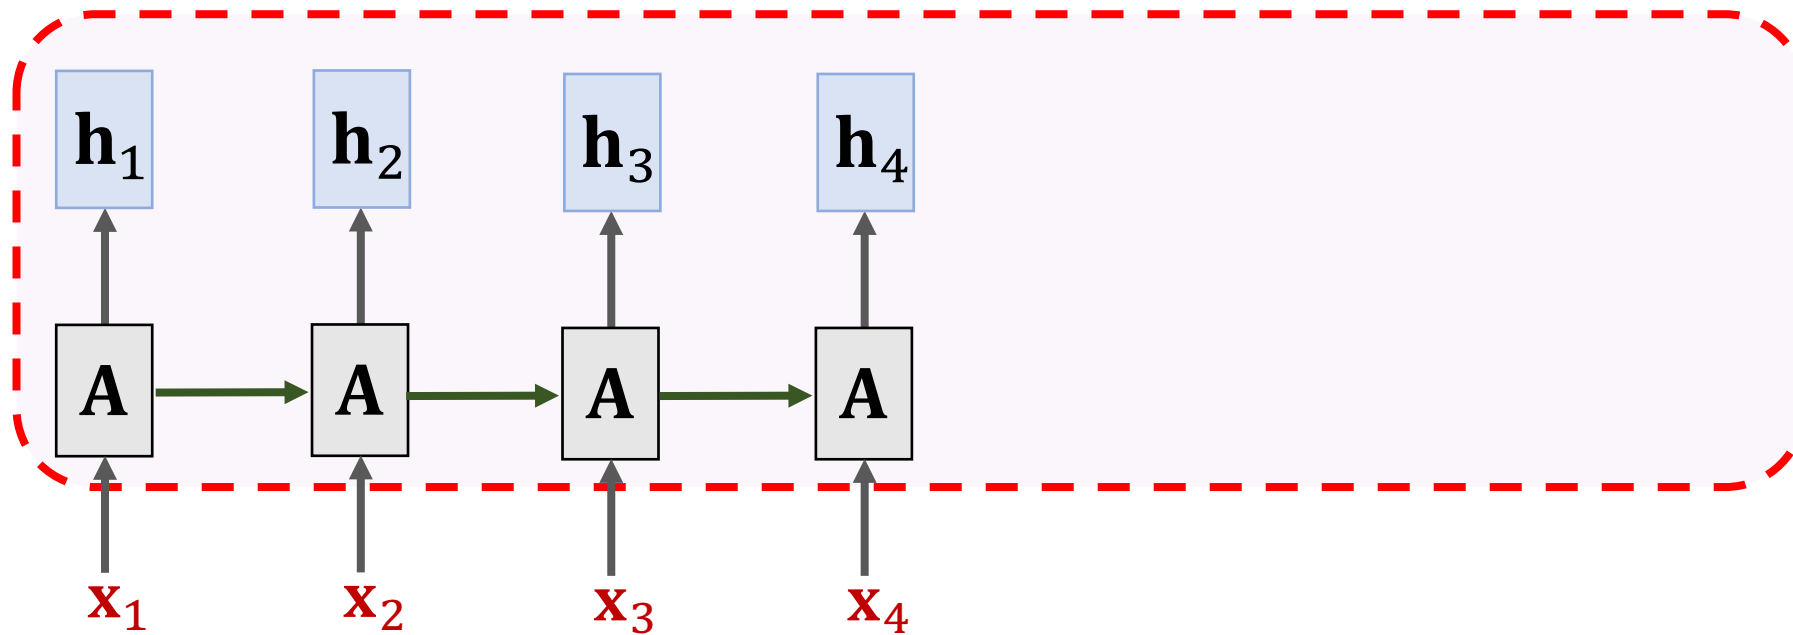 h₁ h₂ h₃ h₄
A A A A
x₁ x₂ x₃ x₄